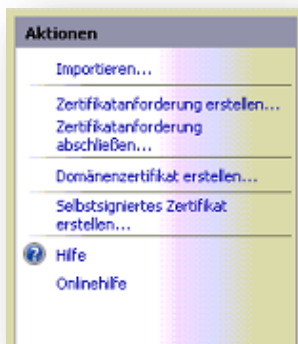 Aktionen
Importieren...
Zertifikatanforderung erstellen...
Zertifikatanforderung
abschließen...
Domänenzertifikat erstellen...
Selbstsigniertes Zertifikat
erstellen...
Hilfe
Onlinehilfe